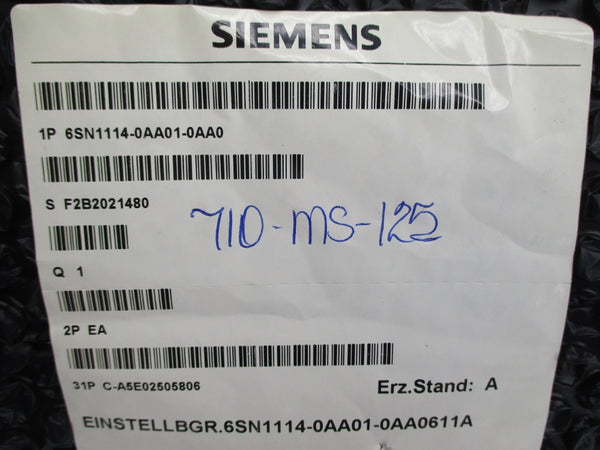 SIEMENS
1P 6SN1114-0AA01-0AA0
S F2B2021480
710-MS-125
Q 1
2P EA
31P C-A5E02505806
Erz.Stand: A
EINSTELLBGR.6SN1114-0AA01-0AA0611A